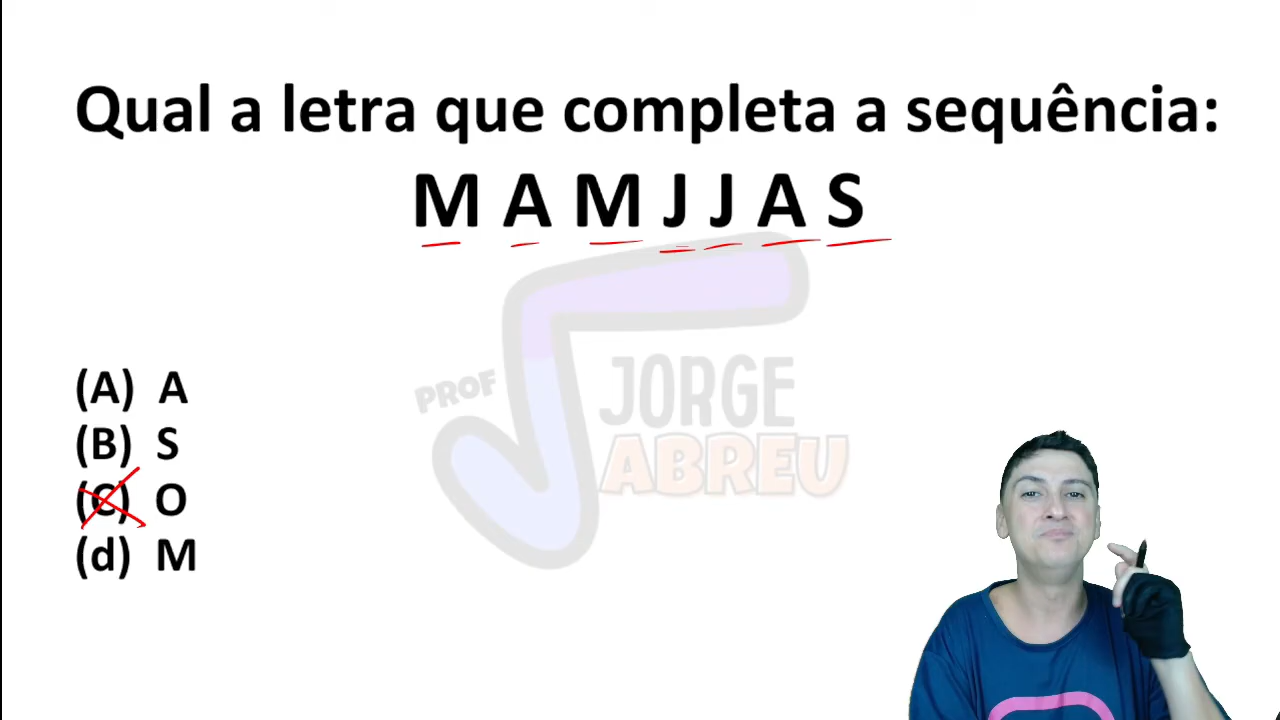 Qual a letra que completa a sequência:
M A M J J A S
PROF
JORGE
ABREU
(A) A
(B) S
(C) O
(d) M